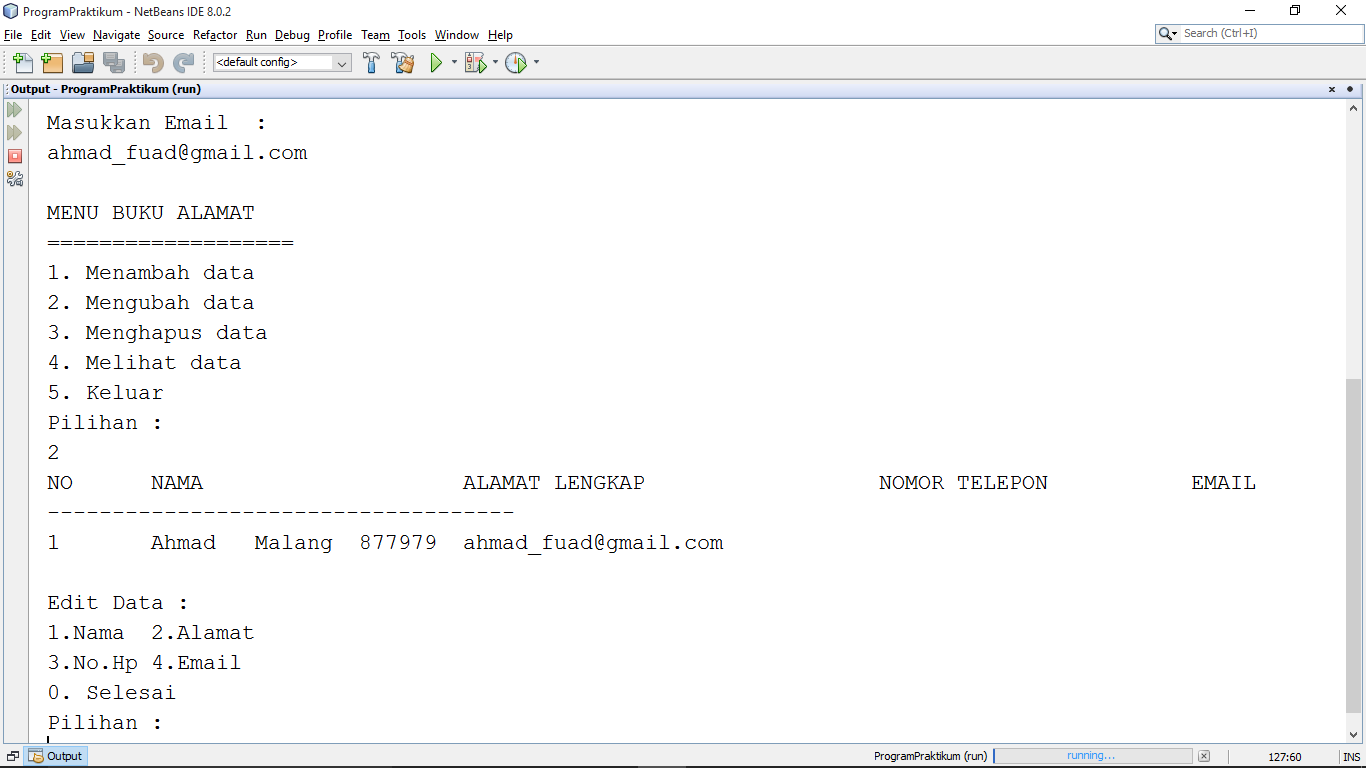 ProgramPraktikum - NetBeans IDE 8.0.2
File Edit View Navigate Source Refactor Run Debug Profile Team Tools Window Help
Search (Ctrl+I)
<default config>
Output - ProgramPraktikum (run)
Masukkan Email  :
ahmad_fuad@gmail.com
MENU BUKU ALAMAT
===================
1. Menambah data
2. Mengubah data
3. Menghapus data
4. Melihat data
5. Keluar
Pilihan :
2
NO NAMA ALAMAT LENGKAP NOMOR TELEPON EMAIL
------------------------------------
1 Ahmad Malang 877979 ahmad_fuad@gmail.com
Edit Data :
1.Nama  2.Alamat
3.No.Hp 4.Email
0. Selesai
Pilihan :
Output
ProgramPraktikum (run)
running...
127:60
INS